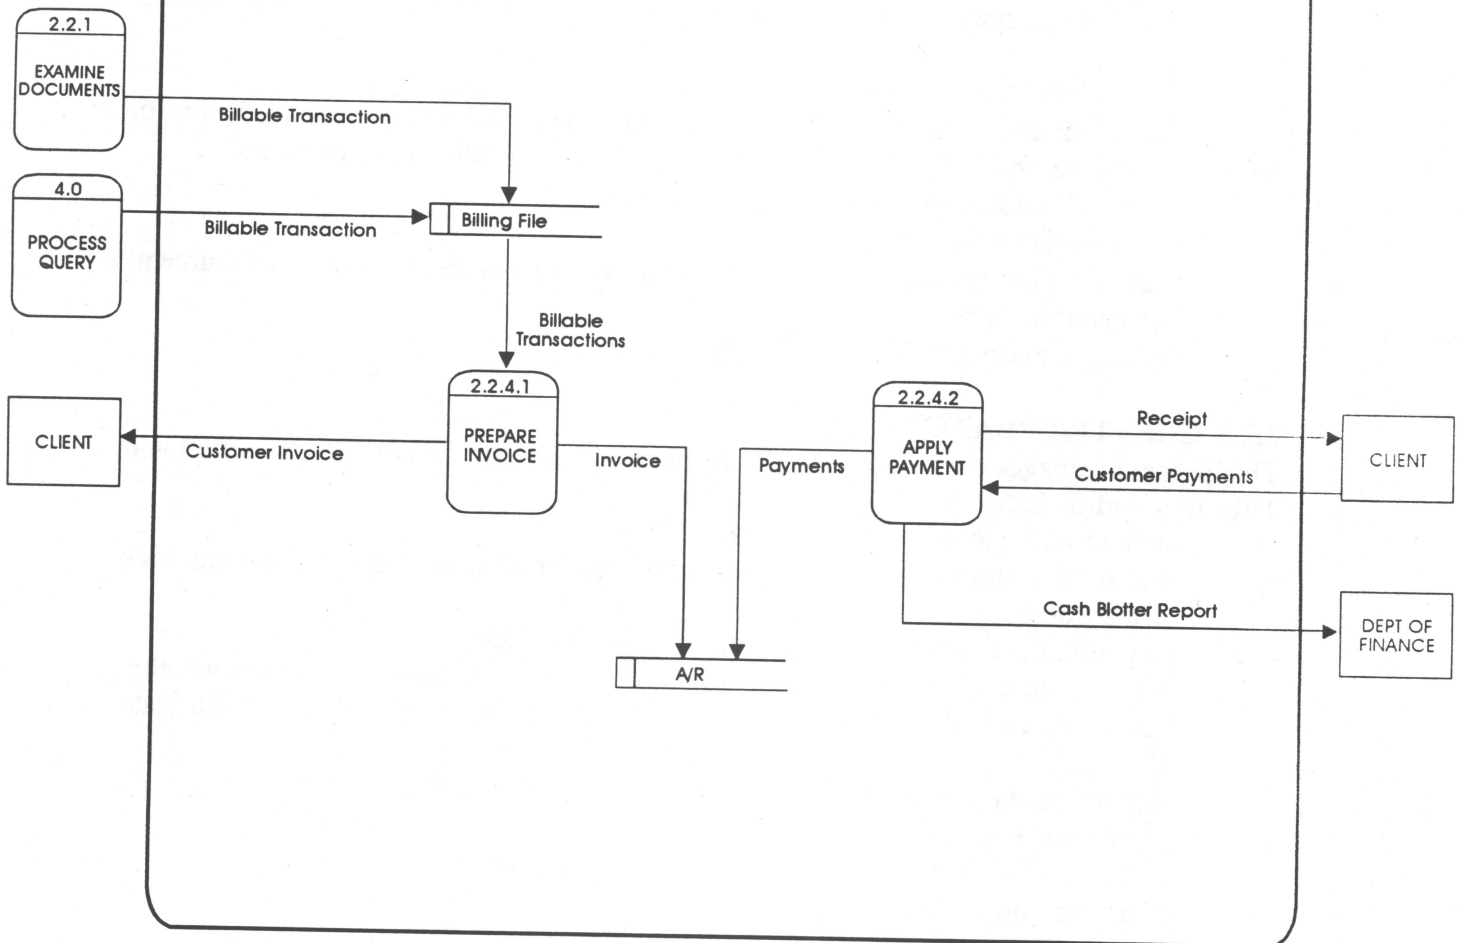 2.2.1
EXAMINE
DOCUMENTS
Billable Transaction
4.0
PROCESS
QUERY
Billable Transaction
Billing File
Billable
Transactions
2.2.4.1
PREPARE
INVOICE
CLIENT
Customer Invoice
Invoice
2.2.4.2
APPLY
PAYMENT
Payments
Receipt
Customer Payments
CLIENT
Cash Blotter Report
DEPT OF
FINANCE
A/R